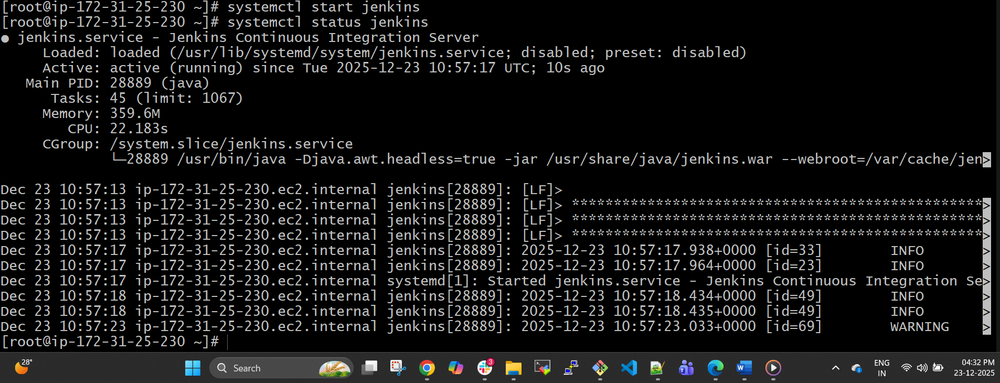 [root@ip-172-31-25-230 ~]# systemctl start jenkins
[root@ip-172-31-25-230 ~]# systemctl status jenkins
● jenkins.service - Jenkins Continuous Integration Server
     Loaded: loaded (/usr/lib/systemd/system/jenkins.service; disabled; preset: disabled)
     Active: active (running) since Tue 2025-12-23 10:57:17 UTC; 10s ago
   Main PID: 28889 (java)
      Tasks: 45 (limit: 1067)
     Memory: 359.6M
        CPU: 22.183s
     CGroup: /system.slice/jenkins.service
             └─28889 /usr/bin/java -Djava.awt.headless=true -jar /usr/share/java/jenkins.war --webroot=/var/cache/jen>
Dec 23 10:57:13 ip-172-31-25-230.ec2.internal jenkins[28889]: [LF]>
Dec 23 10:57:13 ip-172-31-25-230.ec2.internal jenkins[28889]: [LF]> *************************************************>
Dec 23 10:57:13 ip-172-31-25-230.ec2.internal jenkins[28889]: [LF]> *************************************************>
Dec 23 10:57:13 ip-172-31-25-230.ec2.internal jenkins[28889]: [LF]> *************************************************>
Dec 23 10:57:17 ip-172-31-25-230.ec2.internal jenkins[28889]: 2025-12-23 10:57:17.938+0000 [id=33]        INFO       >
Dec 23 10:57:17 ip-172-31-25-230.ec2.internal jenkins[28889]: 2025-12-23 10:57:17.964+0000 [id=23]        INFO       >
Dec 23 10:57:17 ip-172-31-25-230.ec2.internal systemd[1]: Started jenkins.service - Jenkins Continuous Integration Se>
Dec 23 10:57:18 ip-172-31-25-230.ec2.internal jenkins[28889]: 2025-12-23 10:57:18.434+0000 [id=49]        INFO       >
Dec 23 10:57:18 ip-172-31-25-230.ec2.internal jenkins[28889]: 2025-12-23 10:57:18.435+0000 [id=49]        INFO       >
Dec 23 10:57:23 ip-172-31-25-230.ec2.internal jenkins[28889]: 2025-12-23 10:57:23.033+0000 [id=69]        WARNING    >
[root@ip-172-31-25-230 ~]#
28°
Search
3
ENG
IN
04:32 PM
23-12-2025